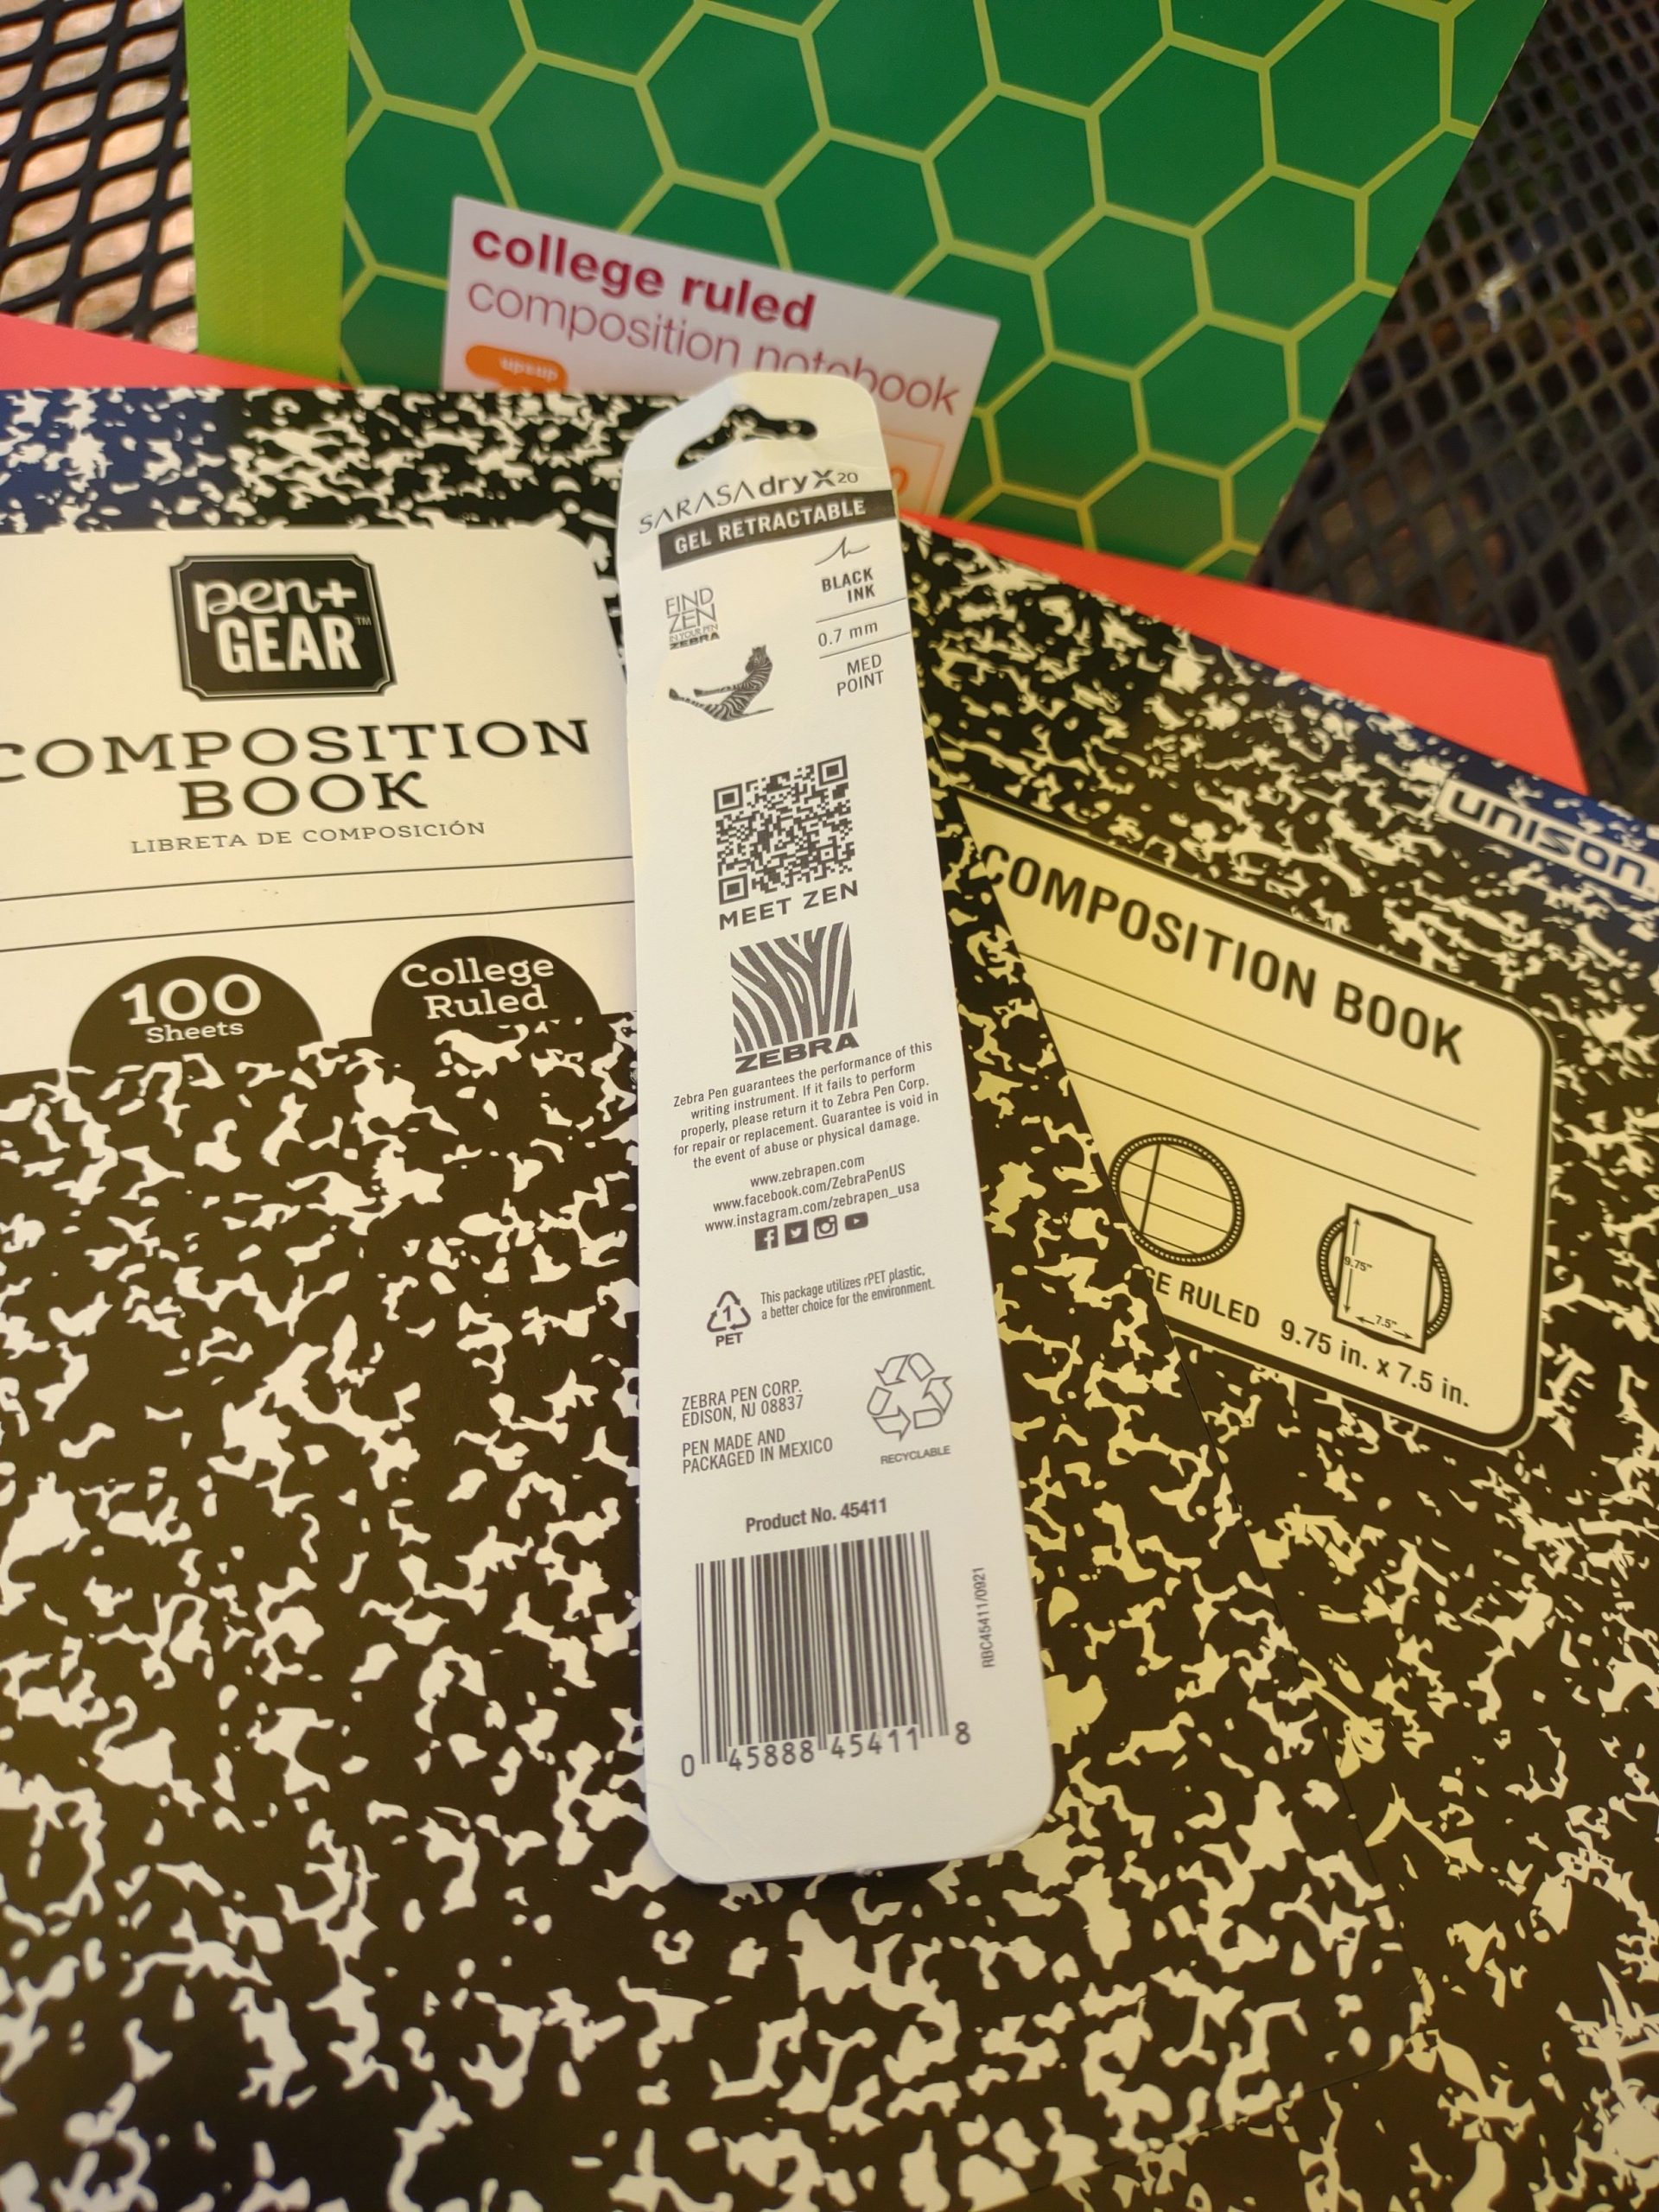 college ruled
composition notebook
up&up
pen+
GEAR™
COMPOSITION
BOOK
LIBRETA DE COMPOSICIÓN
100
Sheets
College
Ruled
SARASA dry X20
GEL RETRACTABLE
FIND
ZEN
IN YOUR PEN
ZEBRA
BLACK
INK
0.7 mm
MED
POINT
MEET ZEN
ZEBRA
Zebra Pen guarantees the performance of this
writing instrument. If it fails to perform
properly, please return it to Zebra Pen Corp.
for repair or replacement. Guarantee is void in
the event of abuse or physical damage.
www.zebrapen.com
www.facebook.com/ZebraPenUS
www.instagram.com/zebrapen_usa
1
PET
This package utilizes rPET plastic,
a better choice for the environment.
ZEBRA PEN CORP.
EDISON, NJ 08837
PEN MADE AND
PACKAGED IN MEXICO
RECYCLABLE
Product No. 45411
RBC45411/0921
0 45888 45411 8
unison
COMPOSITION BOOK
9.75"
7.5"
GE RULED 9.75 in. x 7.5 in.